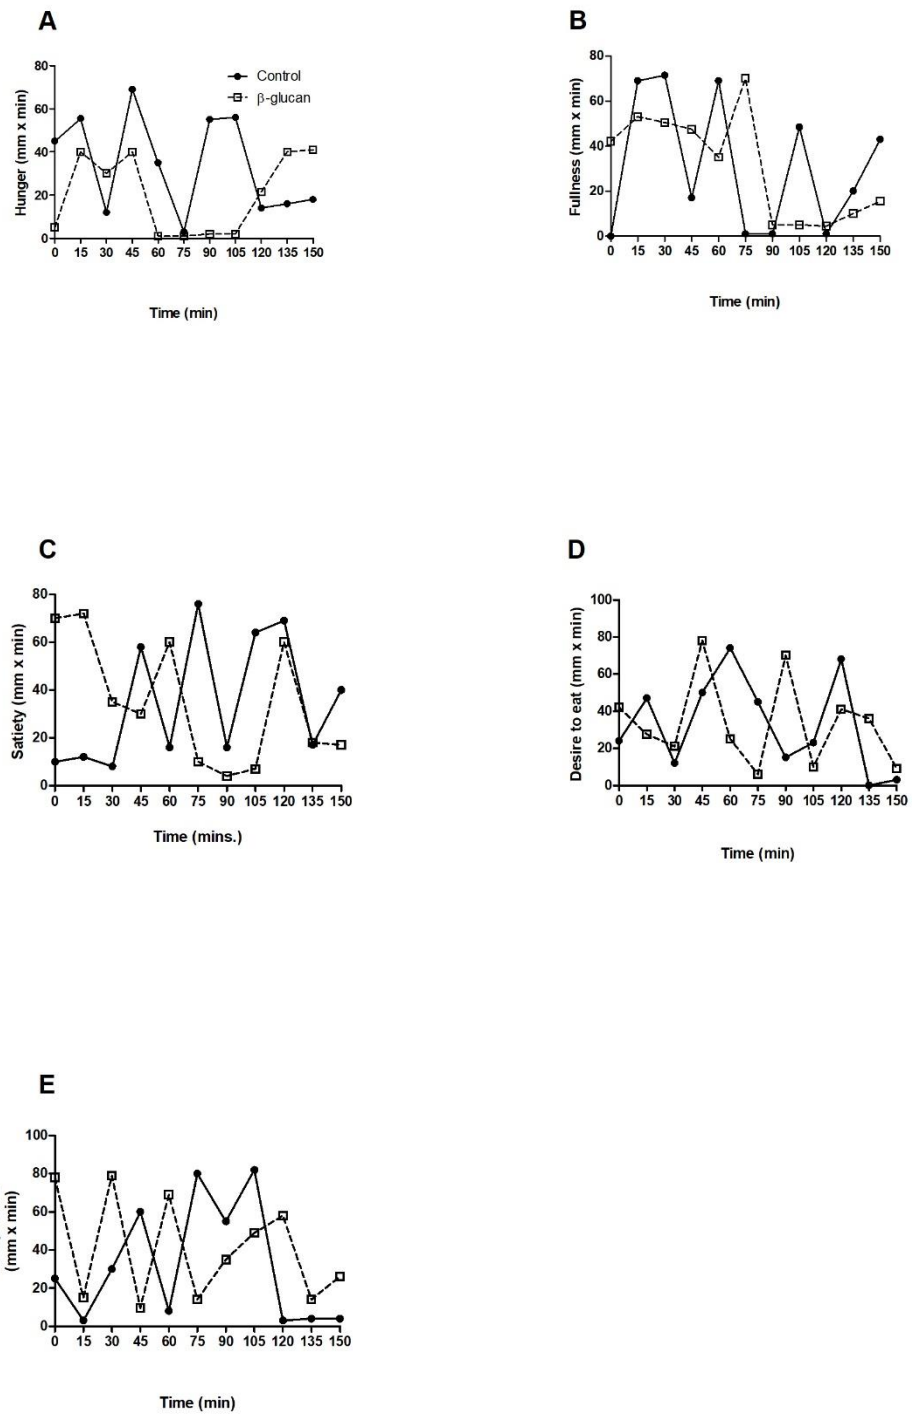 A
Hunger (mm x min)
80
60
40
20
0
Control
β-glucan
0 15 30 45 60 75 90 105 120 135 150
Time (min)
B
Fullness (mm x min)
80
60
40
20
0
0 15 30 45 60 75 90 105 120 135 150
Time (min)
C
Satiety (mm x min)
80
60
40
20
0
0 15 30 45 60 75 90 105 120 135 150
Time (mins.)
D
Desire to eat (mm x min)
100
80
60
40
20
0
0 15 30 45 60 75 90 105 120 135 150
Time (min)
E
(mm x min)
100
80
60
40
20
0
0 15 30 45 60 75 90 105 120 135 150
Time (min)